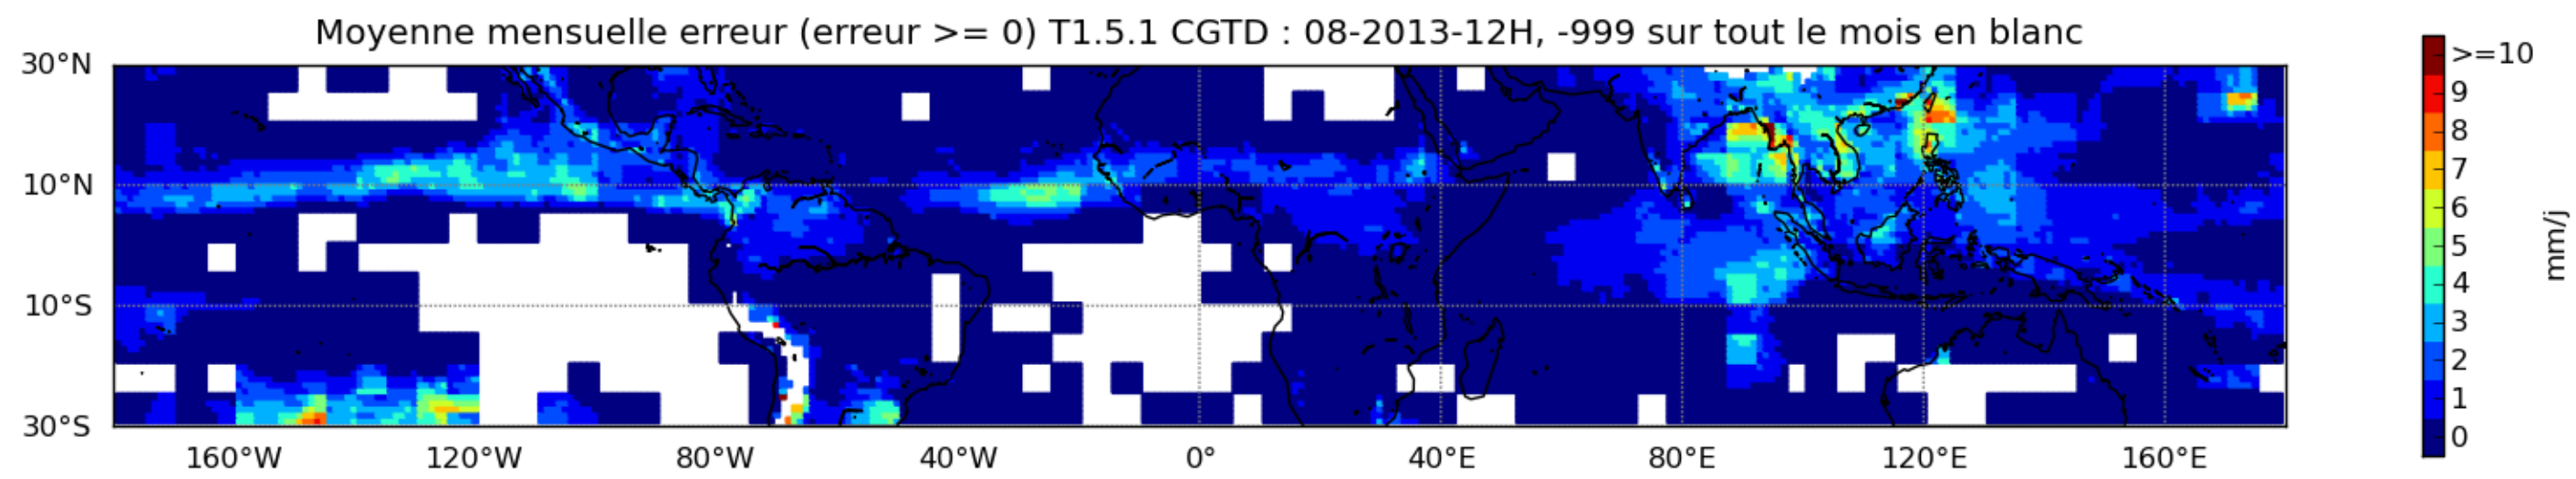 Moyenne mensuelle erreur (erreur >= 0) T1.5.1 CGTD : 08-2013-12H, -999 sur tout le mois en blanc
30°N
10°N
10°S
30°S
160°W 120°W 80°W 40°W 0° 40°E 80°E 120°E 160°E
>=10
9
8
7
6
5
4
3
2
1
0
mm/j